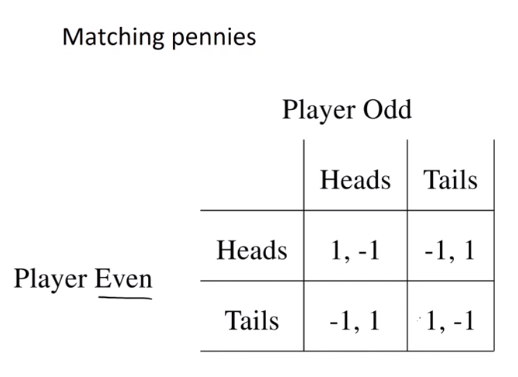 Matching pennies
Player Odd
Heads Tails
Heads 1, -1 -1, 1
Player Even
Tails -1, 1 1, -1